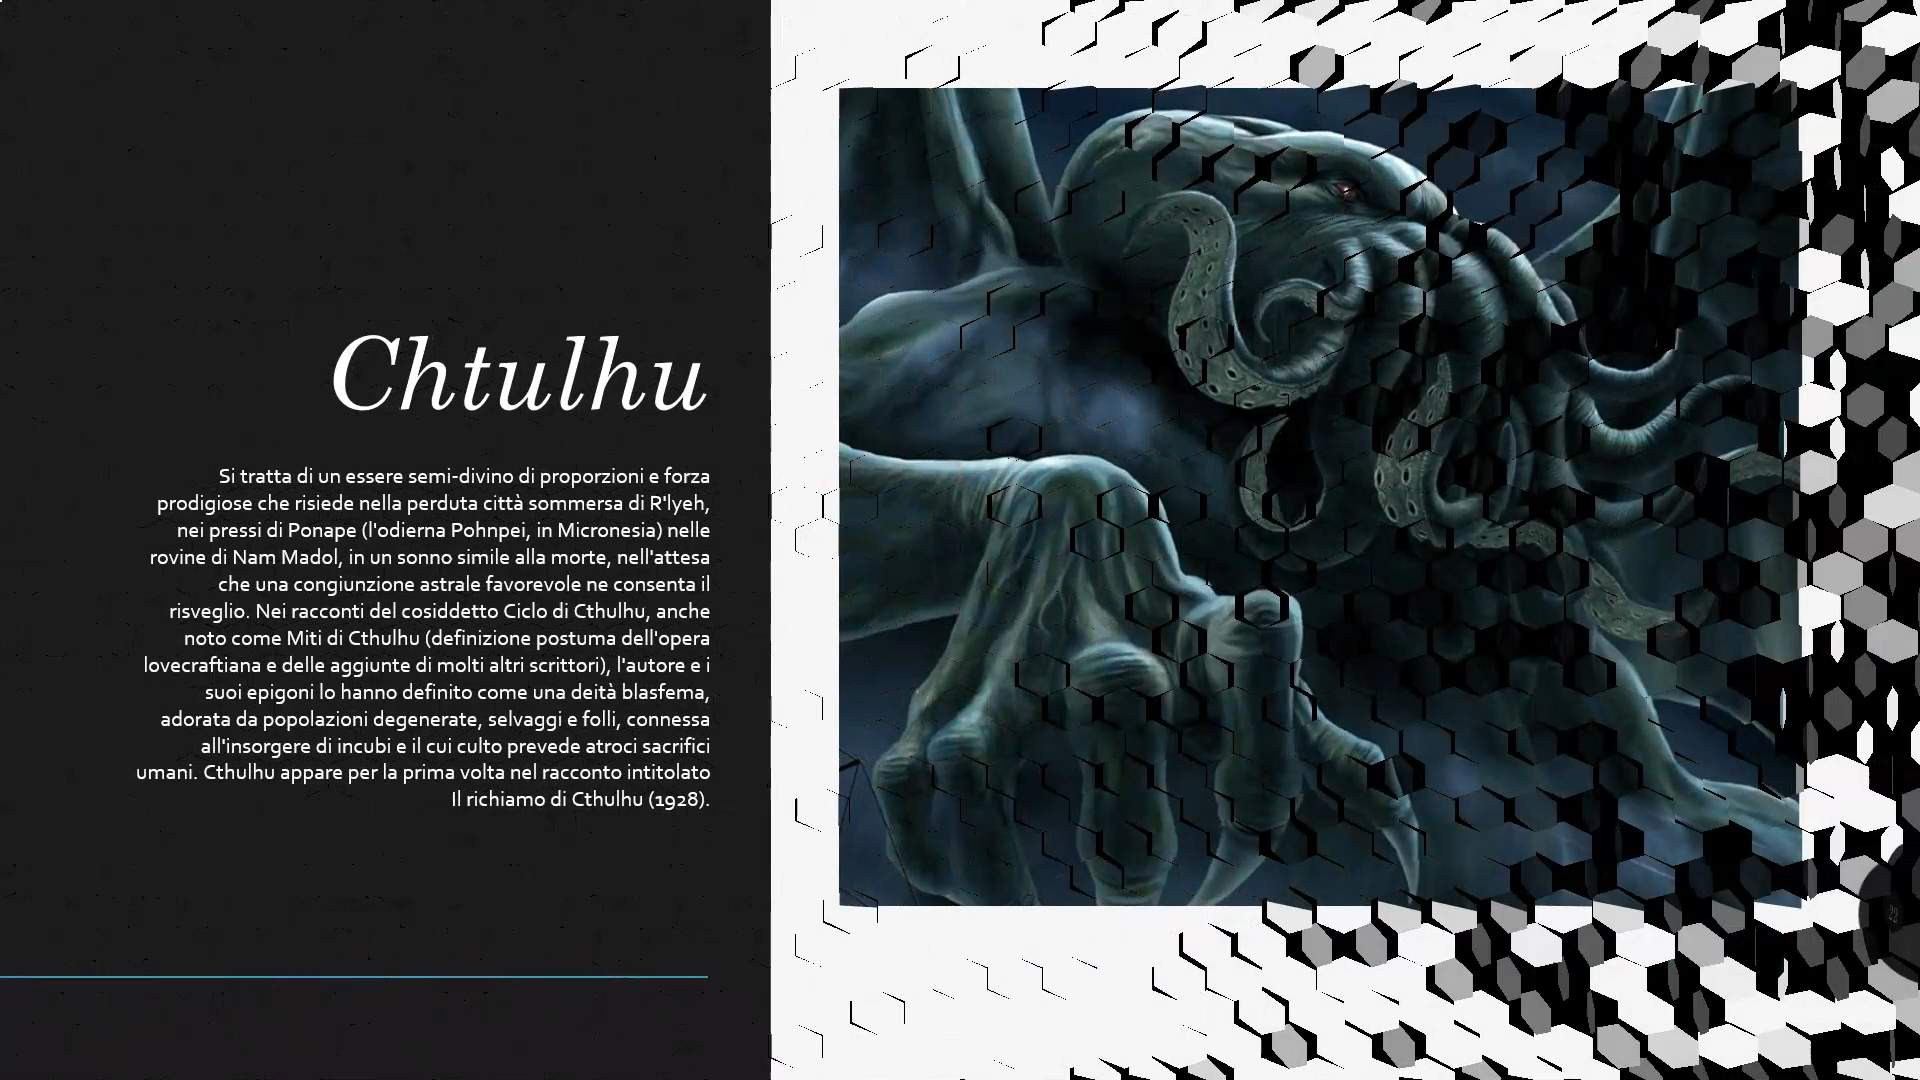 Chtulhu
Si tratta di un essere semi-divino di proporzioni e forza
prodigiose che risiede nella perduta città sommersa di R'lyeh,
nei pressi di Ponape (l'odierna Pohnpei, in Micronesia) nelle
rovine di Nam Madol, in un sonno simile alla morte, nell'attesa
che una congiunzione astrale favorevole ne consenta il
risveglio. Nei racconti del cosiddetto Ciclo di Cthulhu, anche
noto come Miti di Cthulhu (definizione postuma dell'opera
lovecraftiana e delle aggiunte di molti altri scrittori), l'autore e i
suoi epigoni lo hanno definito come una deità blasfema,
adorata da popolazioni degenerate, selvaggi e folli, connessa
all'insorgere di incubi e il cui culto prevede atroci sacrifici
umani. Cthulhu appare per la prima volta nel racconto intitolato
Il richiamo di Cthulhu (1928).